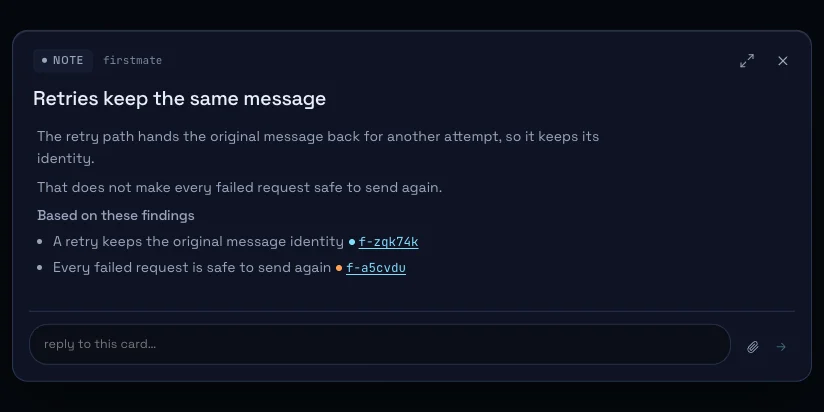 NOTE firstmate
Retries keep the same message
The retry path hands the original message back for another attempt, so it keeps its
identity.
That does not make every failed request safe to send again.
Based on these findings
A retry keeps the original message identity f-zqk74k
Every failed request is safe to send again f-a5cvdu
reply to this card…